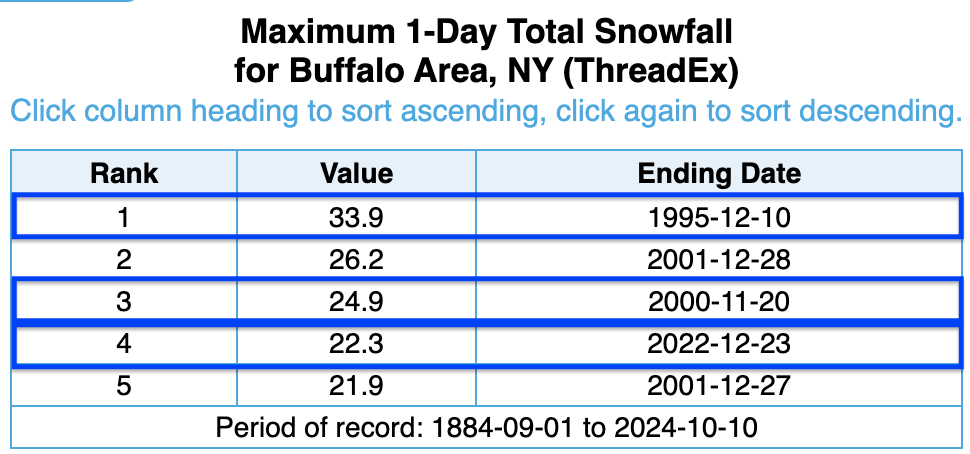 Maximum 1-Day Total Snowfall
for Buffalo Area, NY (ThreadEx)
Click column heading to sort ascending, click again to sort descending.
Rank Value Ending Date
1 33.9 1995-12-10
2 26.2 2001-12-28
3 24.9 2000-11-20
4 22.3 2022-12-23
5 21.9 2001-12-27
Period of record: 1884-09-01 to 2024-10-10